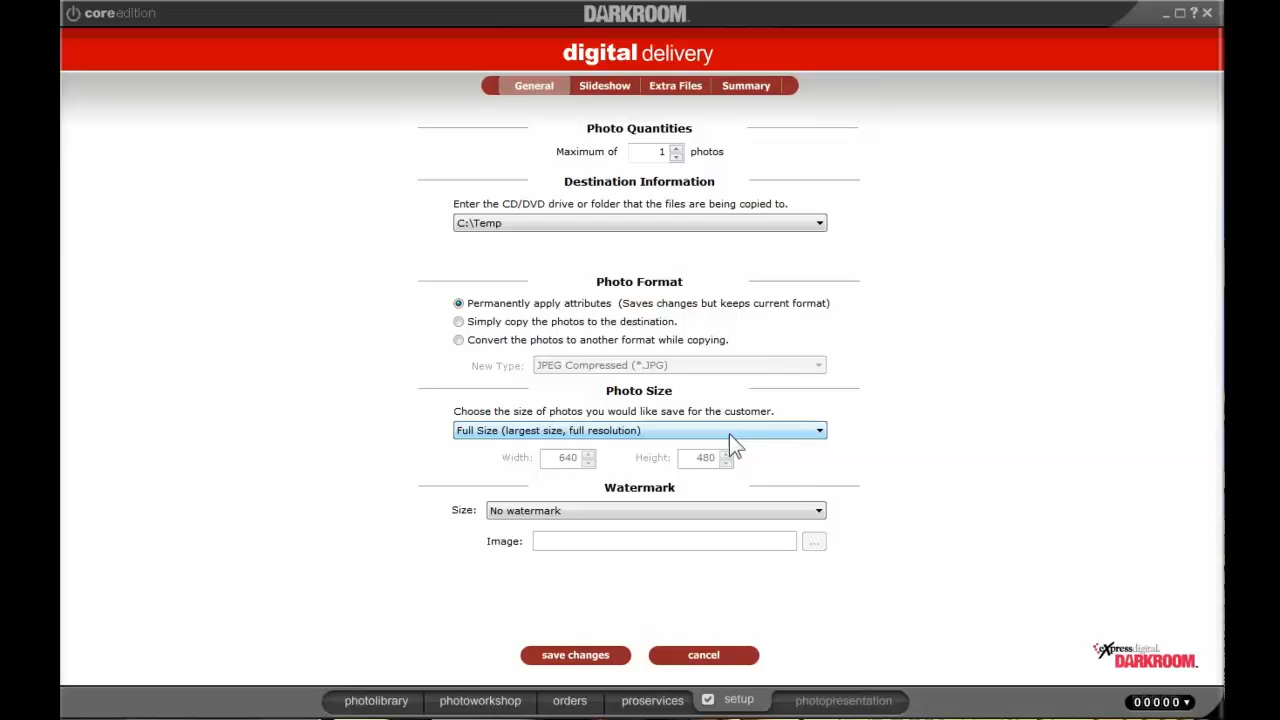 coreedition
DARKROOM
digital delivery
General Slideshow Extra Files Summary
Photo Quantities
Maximum of 1 photos
Destination Information
Enter the CD/DVD drive or folder that the files are being copied to.
C:\Temp
Photo Format
Permanently apply attributes (Saves changes but keeps current format)
Simply copy the photos to the destination.
Convert the photos to another format while copying.
New Type: JPEG Compressed (*.JPG)
Photo Size
Choose the size of photos you would like save for the customer.
Full Size (largest size, full resolution)
Width: 640 Height: 480
Watermark
Size: No watermark
Image: ...
save changes cancel
expressdigital.
DARKROOM.
photolibrary photoworkshop orders proservices setup photopresentation 00000